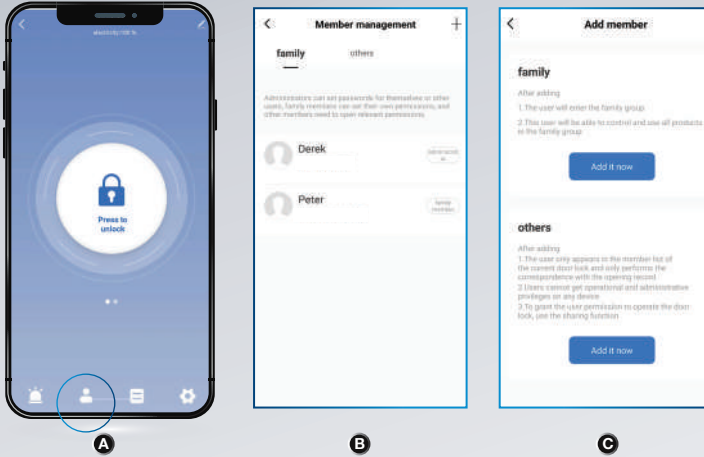 electricity:100 %
Press to
unlock
A
Member management
family others
Administrators can set passwords for themselves or other
users, family members can set their own permissions, and
other members need to open relevant permissions
Derek
Peter
family
member
B
Add member
family
After adding
1.The user will enter the family group
2.This user will be able to control and use all products
in the family group
Add it now
others
After adding
1.The user only appears in the member list of
the current door lock and only performs the
correspondence with the opening record
2.Users cannot get operational and administrative
privileges on any device
3.To grant the user permission to operate the door
lock, use the sharing function
Add it now
C